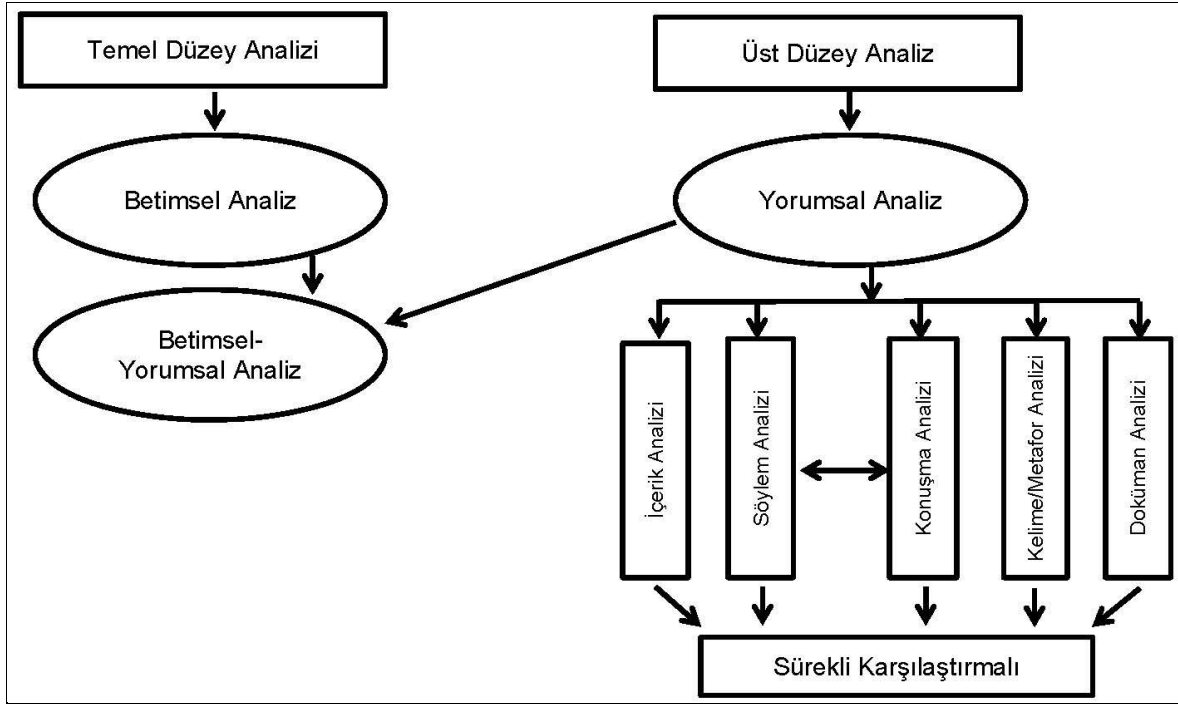 Temel Düzey Analizi
Üst Düzey Analiz
Betimsel Analiz
Yorumsal Analiz
Betimsel-
Yorumsal Analiz
İçerik Analizi
Söylem Analizi
Konuşma Analizi
Kelime/Metafor Analizi
Doküman Analizi
Sürekli Karşılaştırmalı